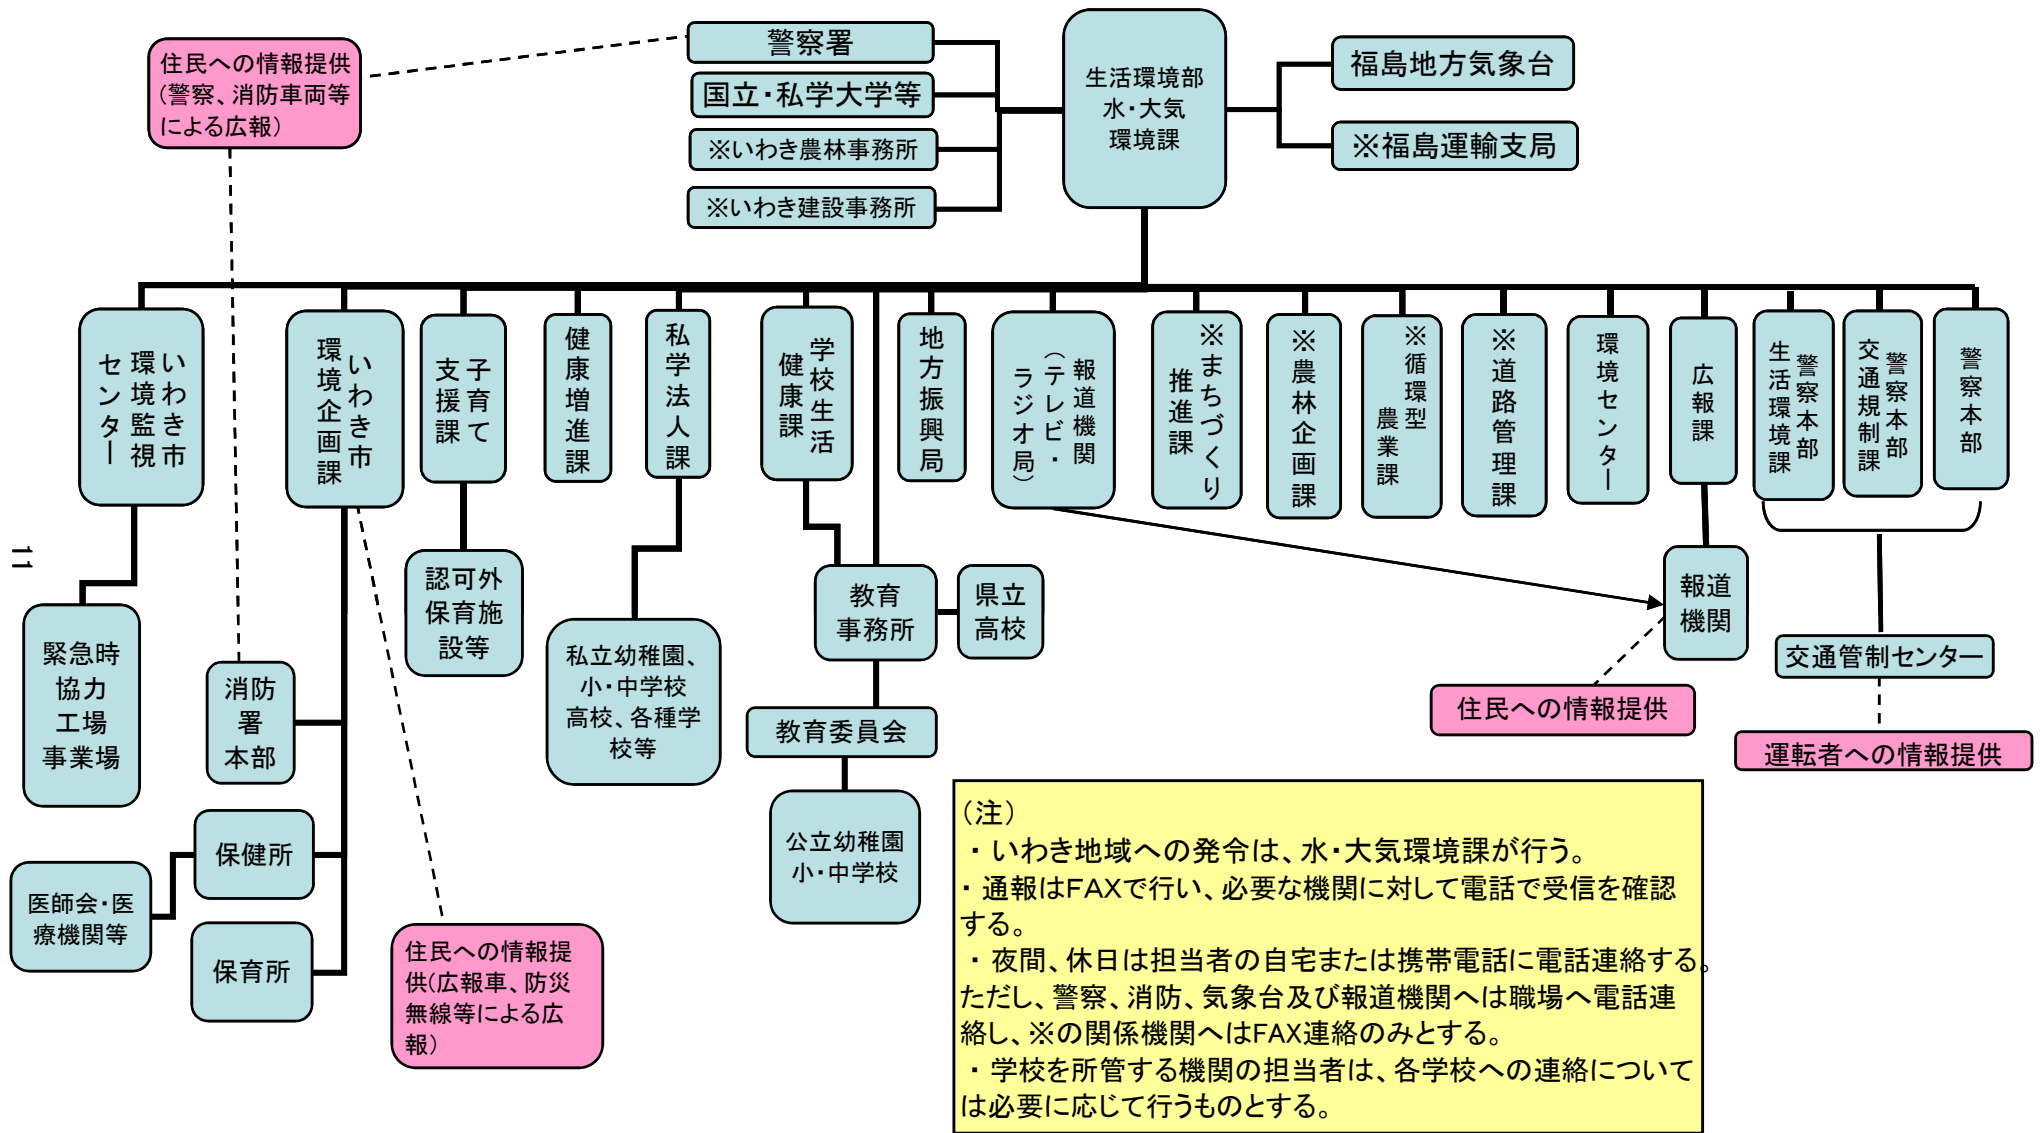 住民への情報提供
(警察、消防車両等
による広報)
警察署
国立・私学大学等
※いわき農林事務所
※いわき建設事務所
生活環境部
水・大気
環境課
福島地方気象台
※福島運輸支局
いわき市
環境監視
センター
いわき市
環境企画課
子育て
支援課
健康増進課
私学法人課
学校生活
健康課
地方振興局
報道機関
(テレビ・
ラジオ局)
※まちづくり
推進課
※農林企画課
※循環型
農業課
※道路管理課
環境センター
広報課
警察本部
生活環境課
警察本部
交通規制課
警察本部
11
緊急時
協力
工場
事業場
消防
署
本部
保健所
医師会・医
療機関等
保育所
住民への情報提
供(広報車、防災
無線等による広
報)
認可外
保育施
設等
私立幼稚園、
小・中学校
高校、各種学
校等
教育
事務所
県立
高校
教育委員会
公立幼稚園
小・中学校
報道
機関
住民への情報提供
交通管制センター
運転者への情報提供
(注)
・いわき地域への発令は、水・大気環境課が行う。
・通報はFAXで行い、必要な機関に対して電話で受信を確認
する。
・夜間、休日は担当者の自宅または携帯電話に電話連絡する。
ただし、警察、消防、気象台及び報道機関へは職場へ電話連
絡し、※の関係機関へはFAX連絡のみとする。
・学校を所管する機関の担当者は、各学校への連絡について
は必要に応じて行うものとする。